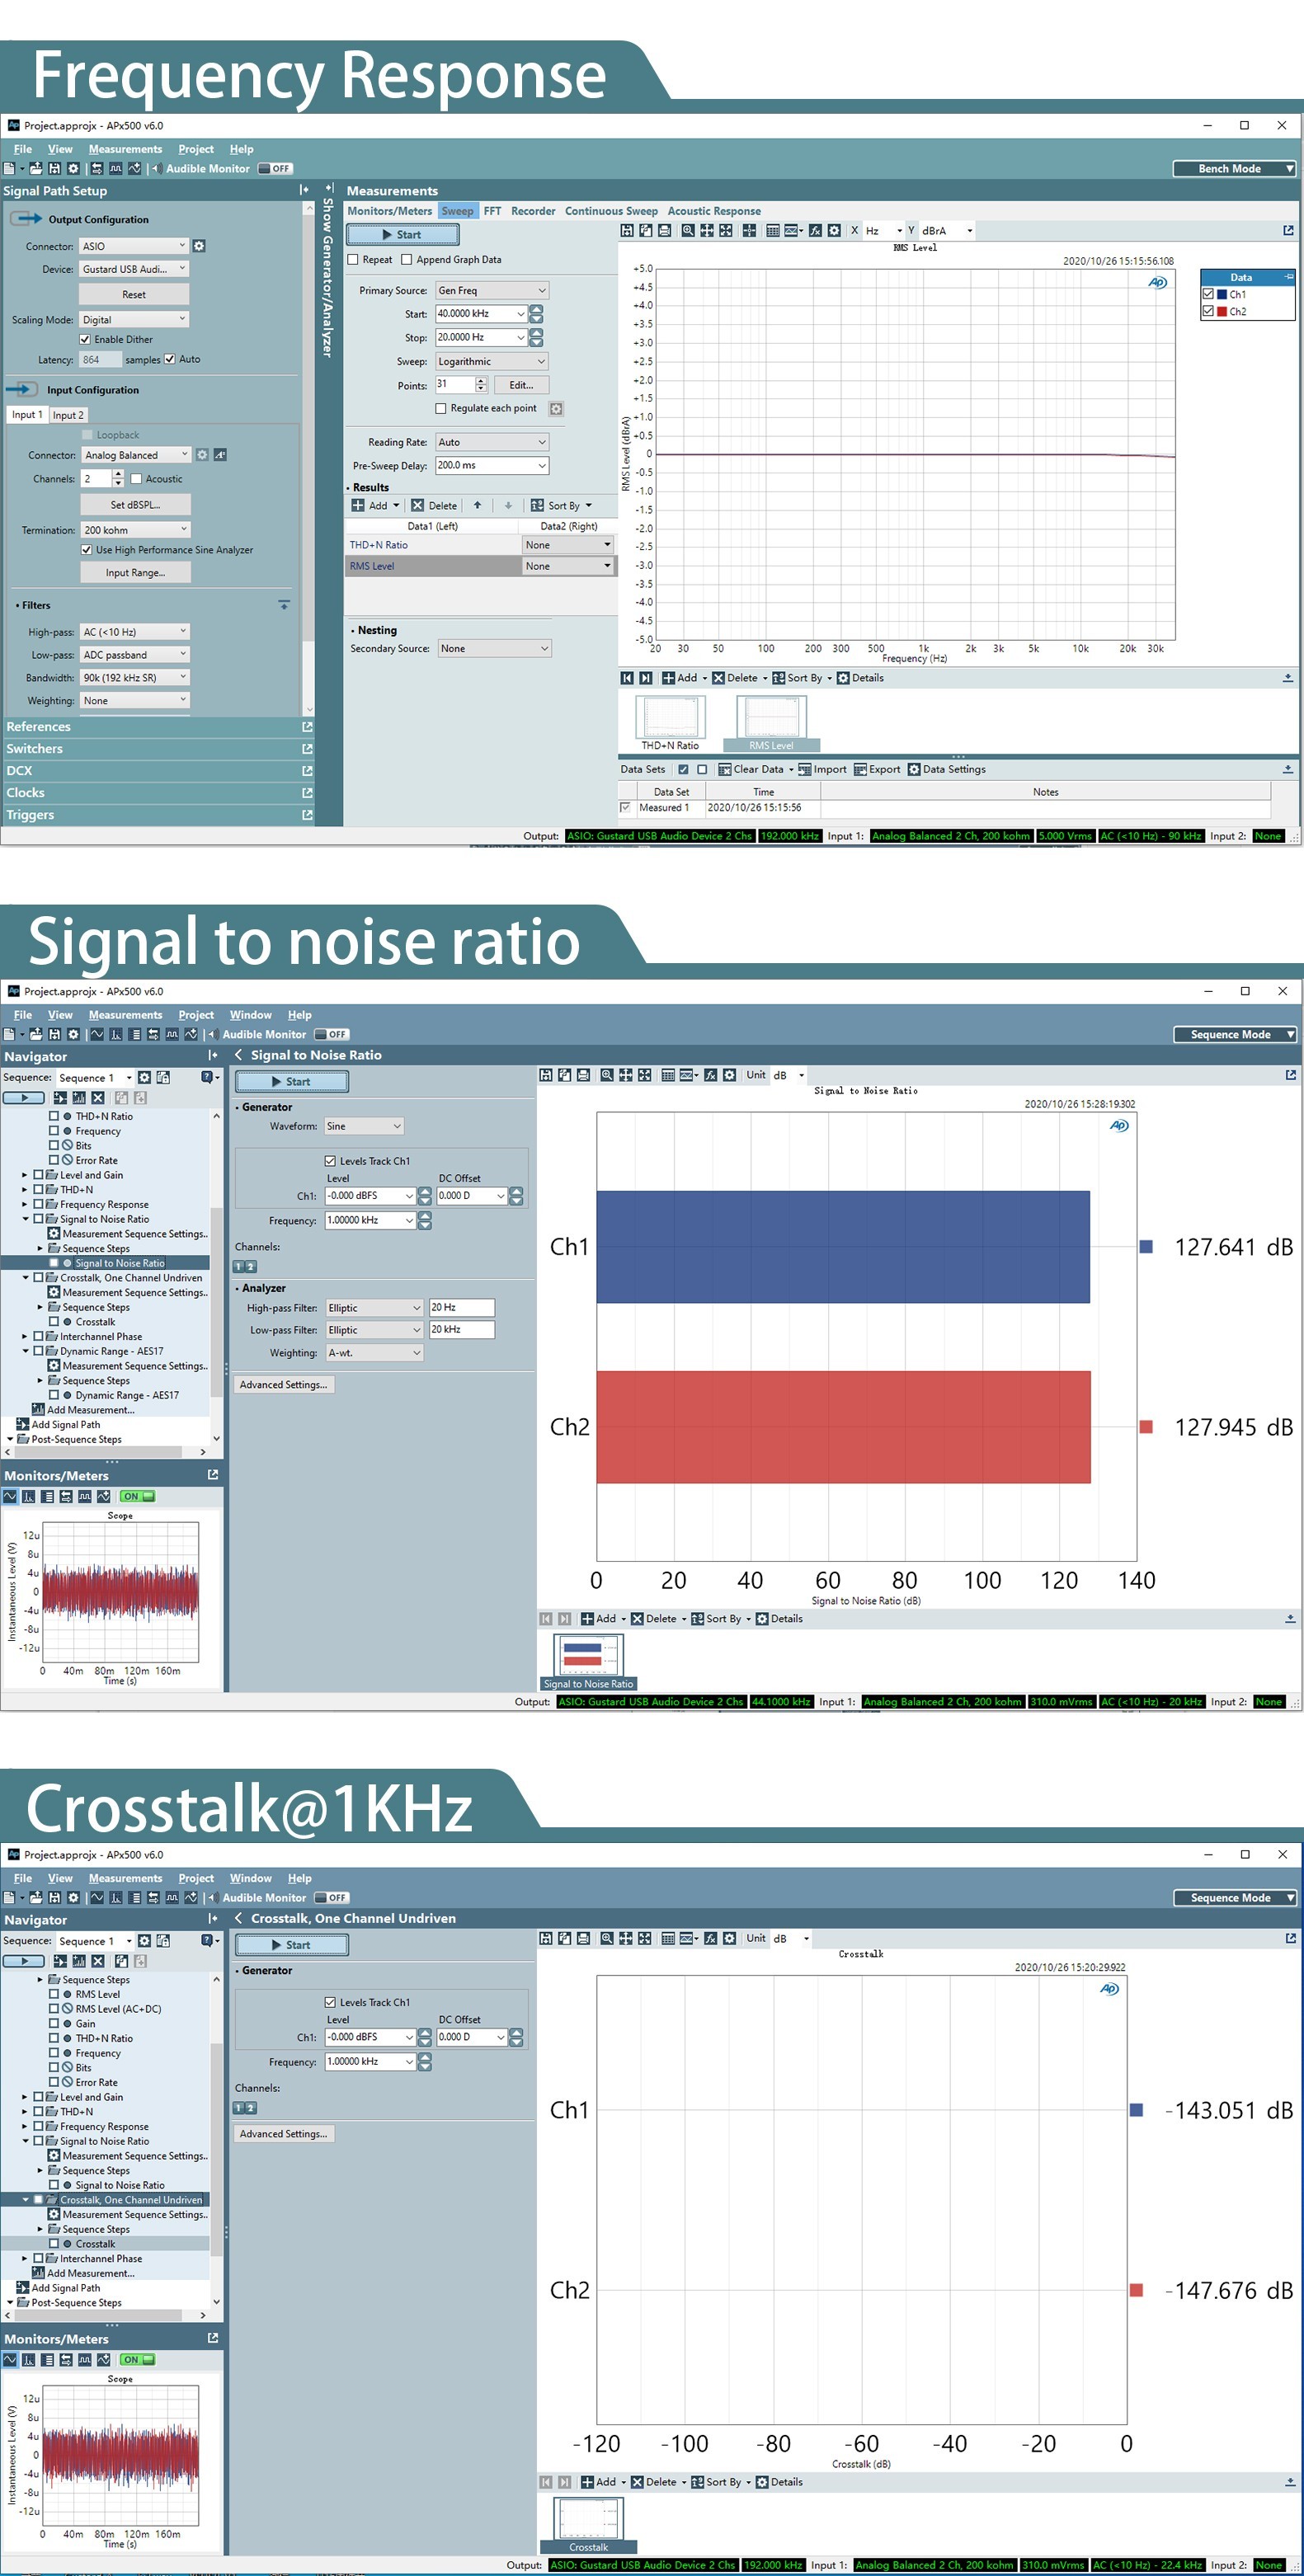 Frequency Response
Project.approjx - APx500 v6.0
File View Measurements Project Help
Audible Monitor OFF
Bench Mode
Signal Path Setup
Output Configuration
Connector: ASIO
Device: Gustard USB Audi...
Reset
Scaling Mode: Digital
Enable Dither
Latency: 864 samples Auto
Input Configuration
Input 1 Input 2
Loopback
Connector: Analog Balanced
Channels: 2 Acoustic
Set dBSPL...
Termination: 200 kohm
Use High Performance Sine Analyzer
Input Range...
Filters
High-pass: AC (<10 Hz)
Low-pass: ADC passband
Bandwidth: 90k (192 kHz SR)
Weighting: None
References
Switchers
DCX
Clocks
Triggers
Show Generator/Analyzer
Measurements
Monitors/Meters Sweep FFT Recorder Continuous Sweep Acoustic Response
Start
Repeat Append Graph Data
Primary Source: Gen Freq
Start: 40.0000 kHz
Stop: 20.0000 Hz
Sweep: Logarithmic
Points: 31 Edit...
Regulate each point
Reading Rate: Auto
Pre-Sweep Delay: 200.0 ms
Results
Add Delete Sort By
Data1 (Left) Data2 (Right)
THD+N Ratio None
RMS Level None
Nesting
Secondary Source: None
X Hz Y dBrA
RMS Level
2020/10/26 15:15:56.108
AP
Data
Ch1
Ch2
RMS Level (dBrA)
+5.0
+4.5
+4.0
+3.5
+3.0
+2.5
+2.0
+1.5
+1.0
+0.5
0
-0.5
-1.0
-1.5
-2.0
-2.5
-3.0
-3.5
-4.0
-4.5
-5.0
20 30 50 100 200 300 500 1k 2k 3k 5k 10k 20k 30k
Frequency (Hz)
Add Delete Sort By Details
THD+N Ratio RMS Level
Data Sets Clear Data Import Export Data Settings
Data Set Time Notes
Measured 1 2020/10/26 15:15:56
Output: ASIO: Gustard USB Audio Device 2 Chs 192.000 kHz Input 1: Analog Balanced 2 Ch, 200 kohm 5.000 Vrms AC (<10 Hz) - 90 kHz Input 2: None
Signal to noise ratio
Project.approjx - APx500 v6.0
File View Measurements Project Window Help
Audible Monitor OFF
Sequence Mode
Navigator
Sequence: Sequence 1
THD+N Ratio
Frequency
Bits
Error Rate
Level and Gain
THD+N
Frequency Response
Signal to Noise Ratio
Measurement Sequence Settings..
Sequence Steps
Signal to Noise Ratio
Crosstalk, One Channel Undriven
Measurement Sequence Settings..
Sequence Steps
Crosstalk
Interchannel Phase
Dynamic Range - AES17
Measurement Sequence Settings..
Sequence Steps
Dynamic Range - AES17
Add Measurement...
Add Signal Path
Post-Sequence Steps
Monitors/Meters
ON
Scope
Instantaneous Level (V)
12u
8u
4u
0
-4u
-8u
-12u
0 40m 80m 120m 160m
Time (s)
Signal to Noise Ratio
Start
Generator
Waveform: Sine
Levels Track Ch1
Level DC Offset
Ch1: -0.000 dBFS 0.000 D
Frequency: 1.00000 kHz
Channels:
1 2
Analyzer
High-pass Filter: Elliptic 20 Hz
Low-pass Filter: Elliptic 20 kHz
Weighting: A-wt.
Advanced Settings...
Unit dB
Signal to Noise Ratio
2020/10/26 15:28:19.302
AP
Ch1 127.641 dB
Ch2 127.945 dB
0 20 40 60 80 100 120 140
Signal to Noise Ratio (dB)
Add Delete Sort By Details
Signal to Noise Ratio
Output: ASIO: Gustard USB Audio Device 2 Chs 44.1000 kHz Input 1: Analog Balanced 2 Ch, 200 kohm 310.0 mVrms AC (<10 Hz) - 20 kHz Input 2: None
Crosstalk@1KHz
Project.approjx - APx500 v6.0
File View Measurements Project Window Help
Audible Monitor OFF
Sequence Mode
Navigator
Sequence: Sequence 1
Sequence Steps
RMS Level
RMS Level (AC+DC)
Gain
THD+N Ratio
Frequency
Bits
Error Rate
Level and Gain
THD+N
Frequency Response
Signal to Noise Ratio
Measurement Sequence Settings..
Sequence Steps
Signal to Noise Ratio
Crosstalk, One Channel Undriven
Measurement Sequence Settings..
Sequence Steps
Crosstalk
Interchannel Phase
Add Measurement...
Add Signal Path
Post-Sequence Steps
Monitors/Meters
ON
Scope
Instantaneous Level (V)
12u
8u
4u
0
-4u
-8u
-12u
0 40m 80m 120m 160m
Time (s)
Crosstalk, One Channel Undriven
Start
Generator
Levels Track Ch1
Level DC Offset
Ch1: -0.000 dBFS 0.000 D
Frequency: 1.00000 kHz
Channels:
1 2
Advanced Settings...
Unit dB
Crosstalk
2020/10/26 15:20:29.922
AP
Ch1 -143.051 dB
Ch2 -147.676 dB
-120 -100 -80 -60 -40 -20 0
Crosstalk (dB)
Add Delete Sort By Details
Crosstalk
Output: ASIO: Gustard USB Audio Device 2 Chs 192.000 kHz Input 1: Analog Balanced 2 Ch, 200 kohm 310.0 mVrms AC (<10 Hz) - 22.4 kHz Input 2: None